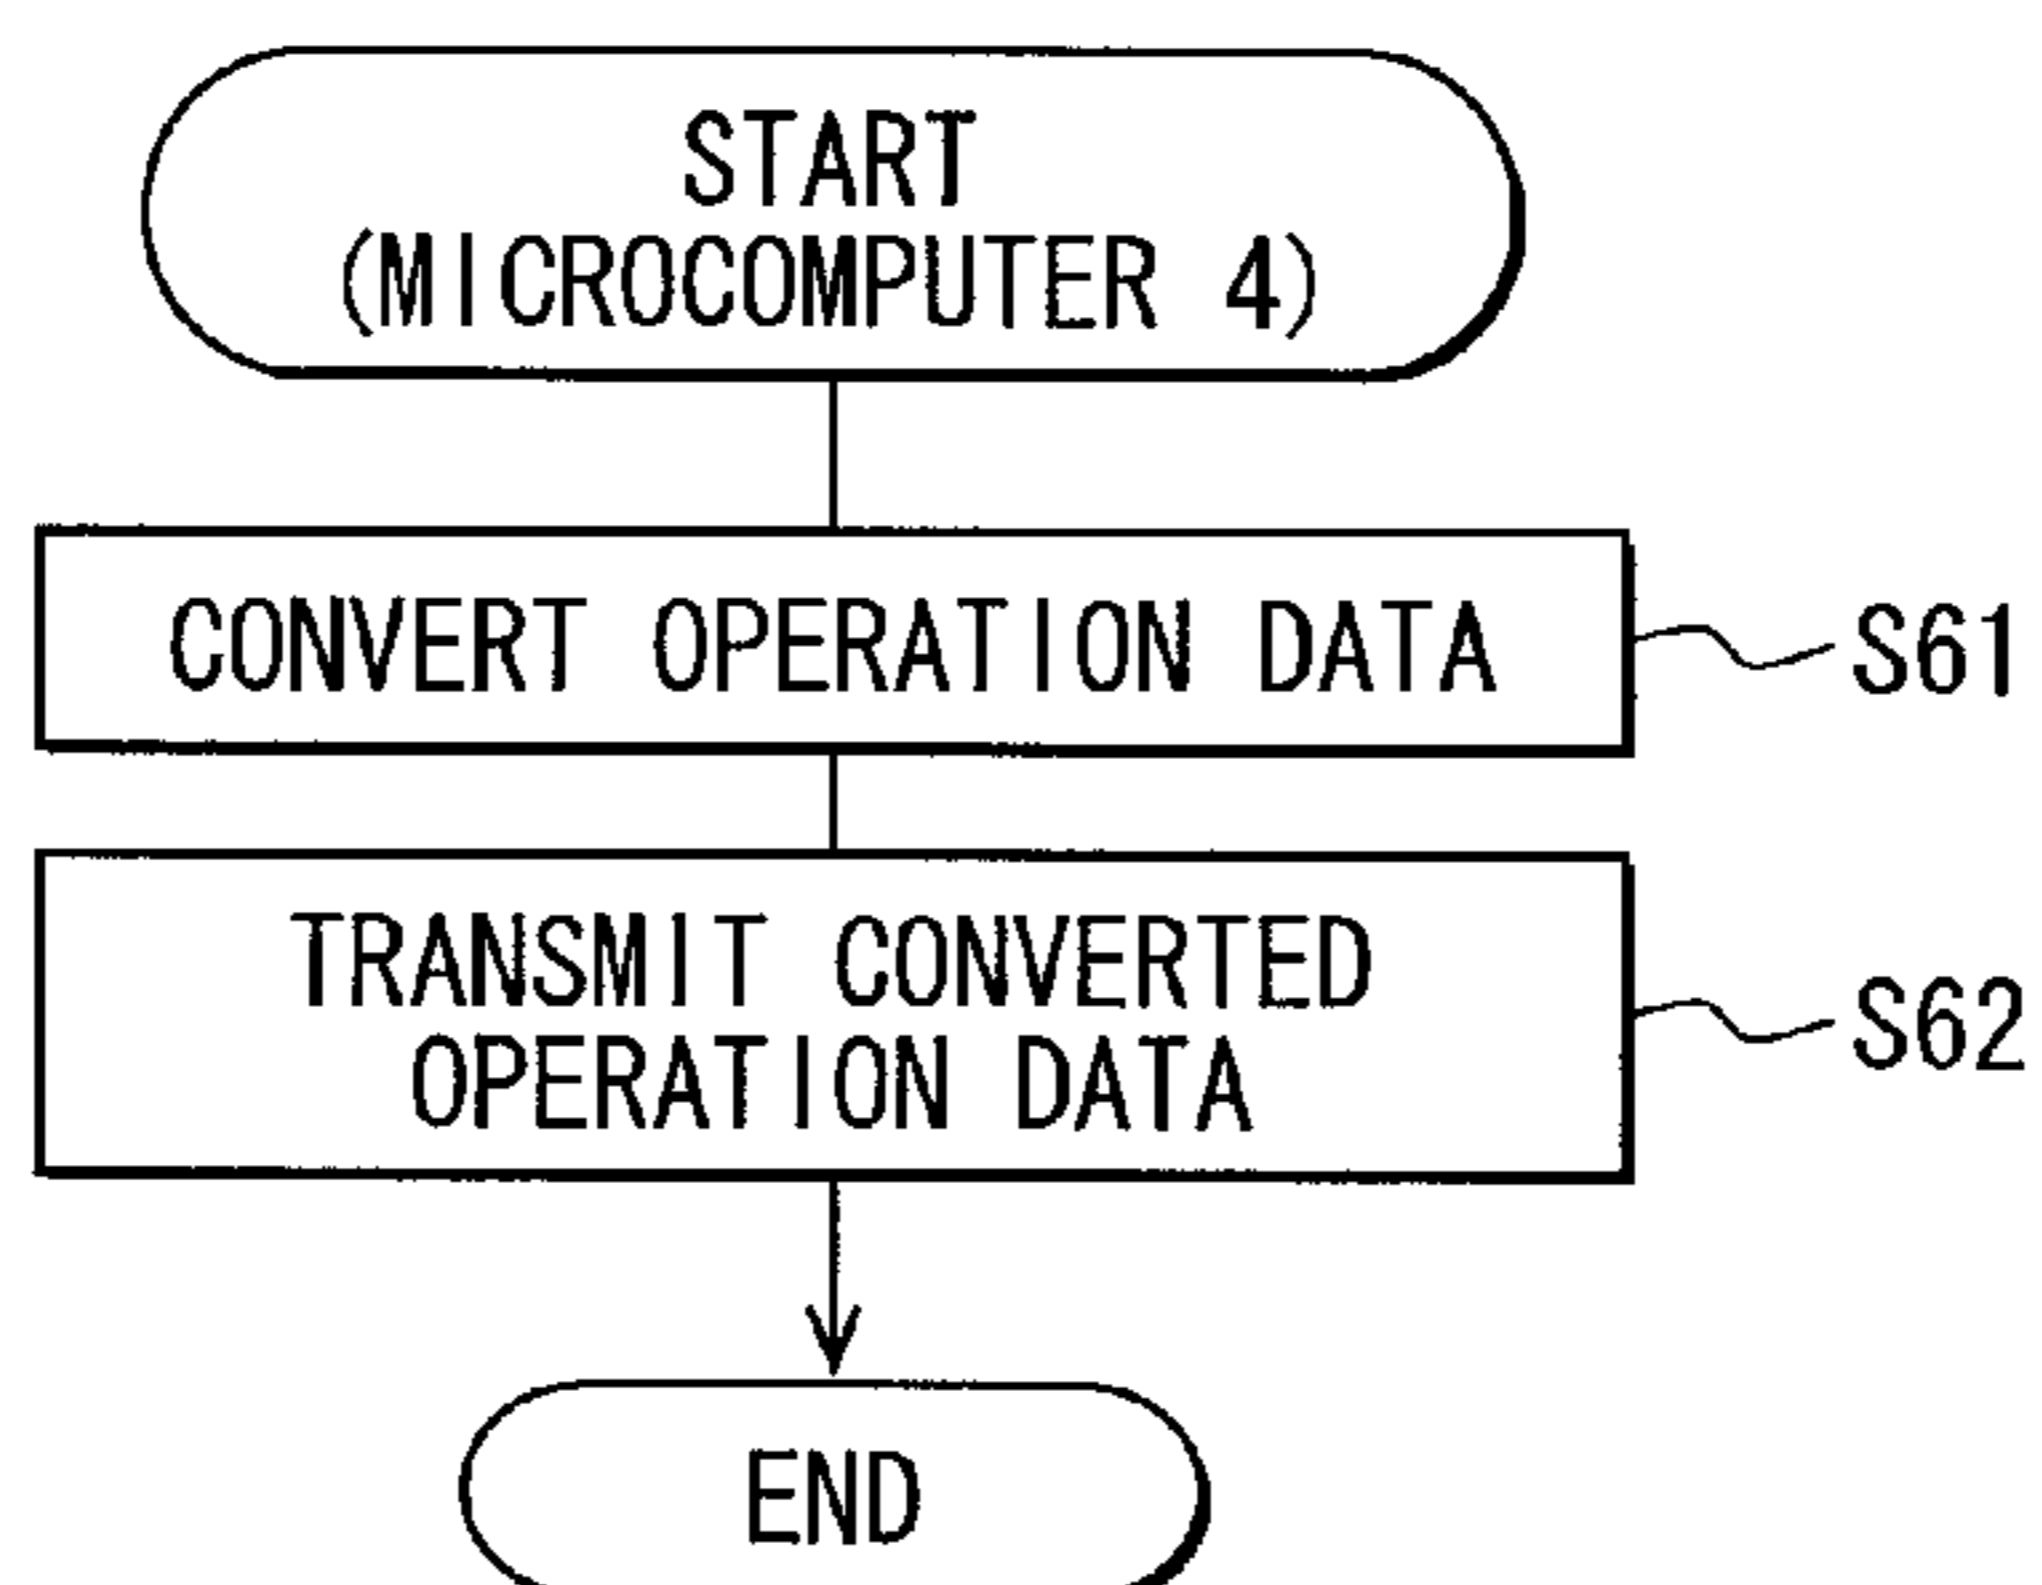 START
(MICROCOMPUTER 4)
CONVERT OPERATION DATA
S61
TRANSMIT CONVERTED
OPERATION DATA
S62
END